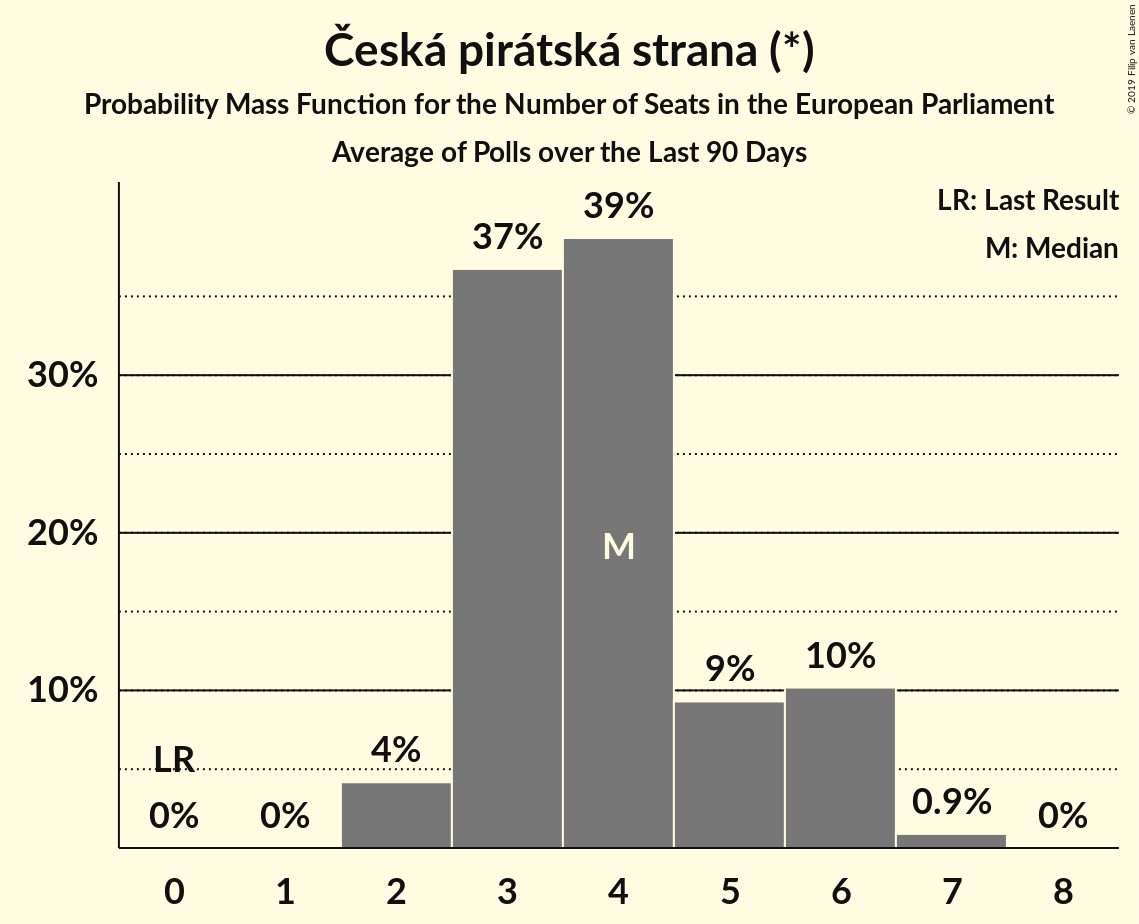 Česká pirátská strana (*)
Probability Mass Function for the Number of Seats in the European Parliament
Average of Polls over the Last 90 Days
© 2019 Filip van Laenen
LR: Last Result
M: Median
39%
37%
30%
20%
M
10%
9%
10%
LR
4%
0%
0%
0.9%
0%
0 1 2 3 4 5 6 7 8